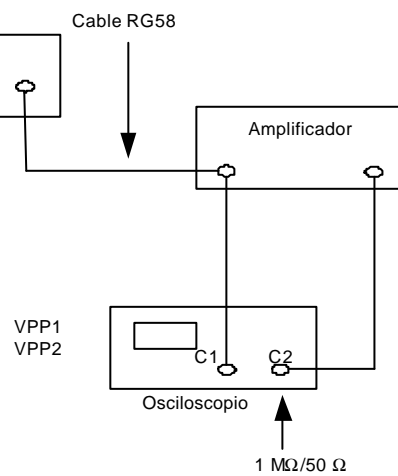 Cable RG58
Amplificador
VPP1
VPP2
C1 C2
Osciloscopio
1 MΩ/50 Ω